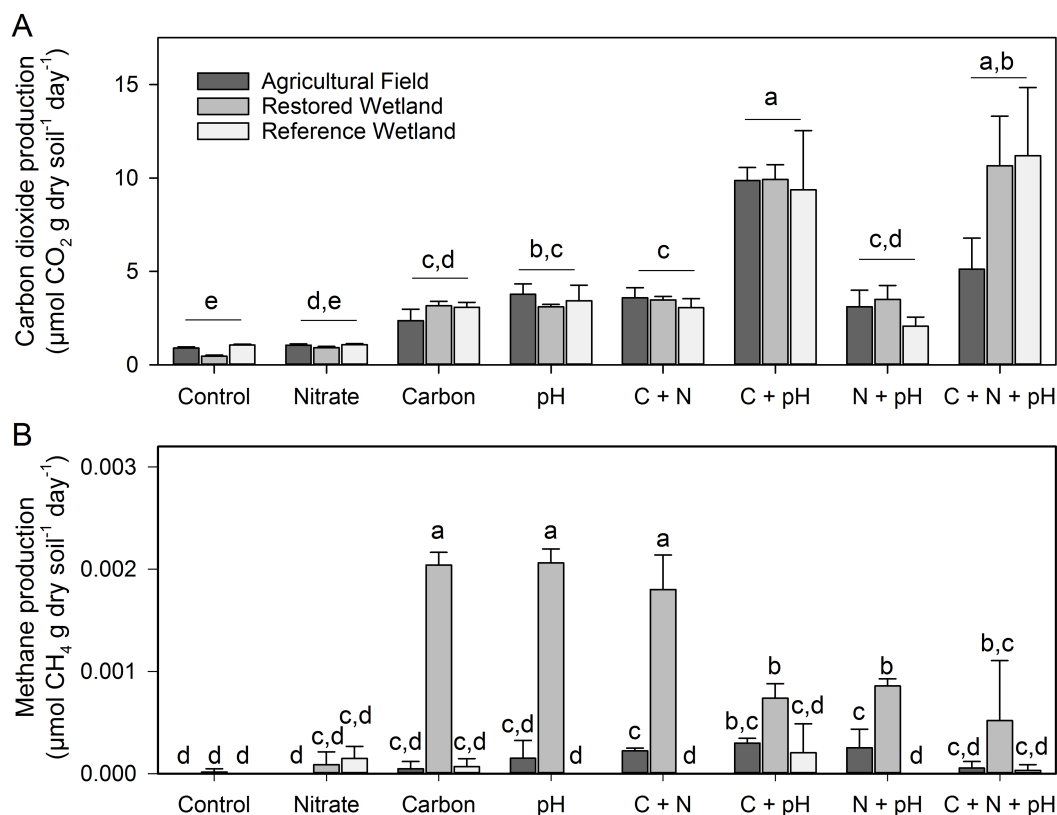 A
Carbon dioxide production
(µmol CO₂ g dry soil⁻¹ day⁻¹)
15
10
5
0
Agricultural Field
Restored Wetland
Reference Wetland
e
d,e
c,d
b,c
c
a
c,d
a,b
Control Nitrate Carbon pH C + N C + pH N + pH C + N + pH
B
Methane production
(µmol CH₄ g dry soil⁻¹ day⁻¹)
0.003
0.002
0.001
0.000
d d d
d c,d c,d
c,d a c,d
c,d a d
c a d
b,c b c,d
c b d
c,d b,c c,d
Control Nitrate Carbon pH C + N C + pH N + pH C + N + pH